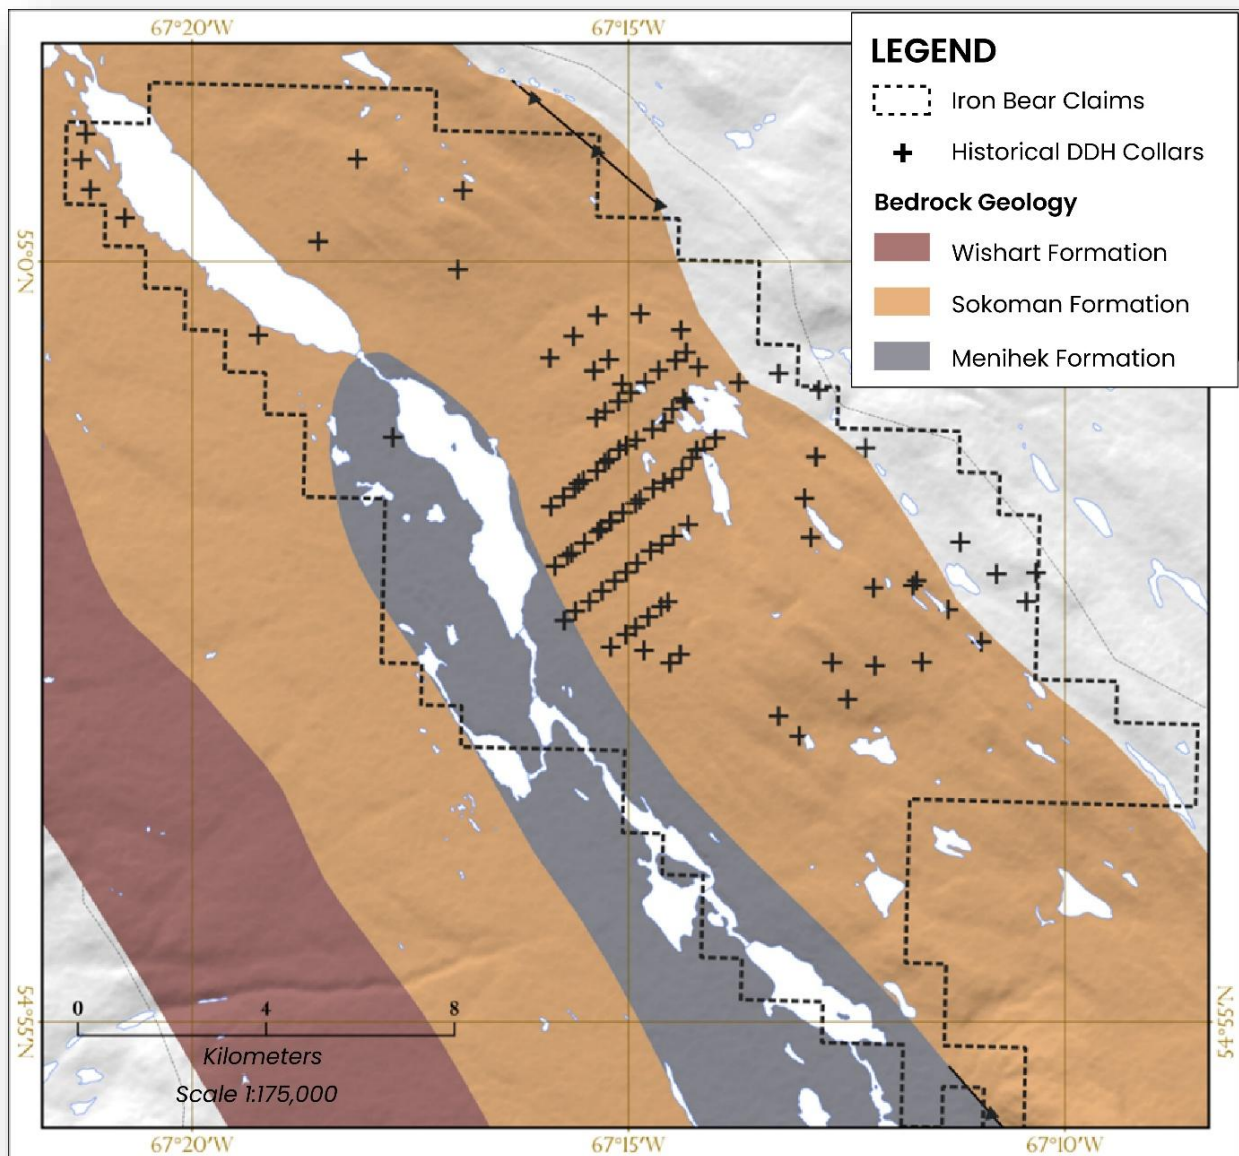 67°20'W
67°15'W
LEGEND
Iron Bear Claims
Historical DDH Collars
Bedrock Geology
Wishart Formation
Sokoman Formation
Menihek Formation
55°0'N
54°55'N
54°55'N
0
4
8
Kilometers
Scale 1:175,000
67°20'W
67°15'W
67°10'W